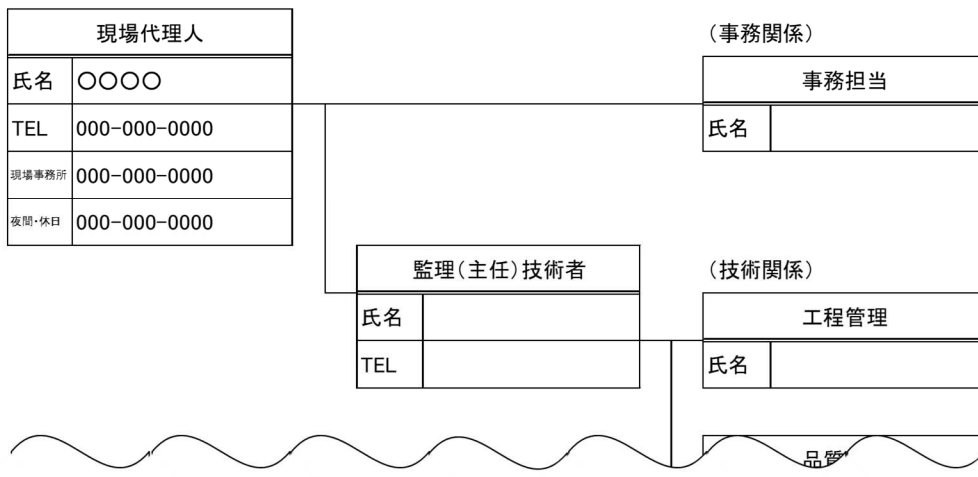 現場代理人
氏名 〇〇〇〇
TEL 000-000-0000
現場事務所 000-000-0000
夜間・休日 000-000-0000
(事務関係)
事務担当
氏名
監理(主任)技術者
氏名
TEL
(技術関係)
工程管理
氏名
品質